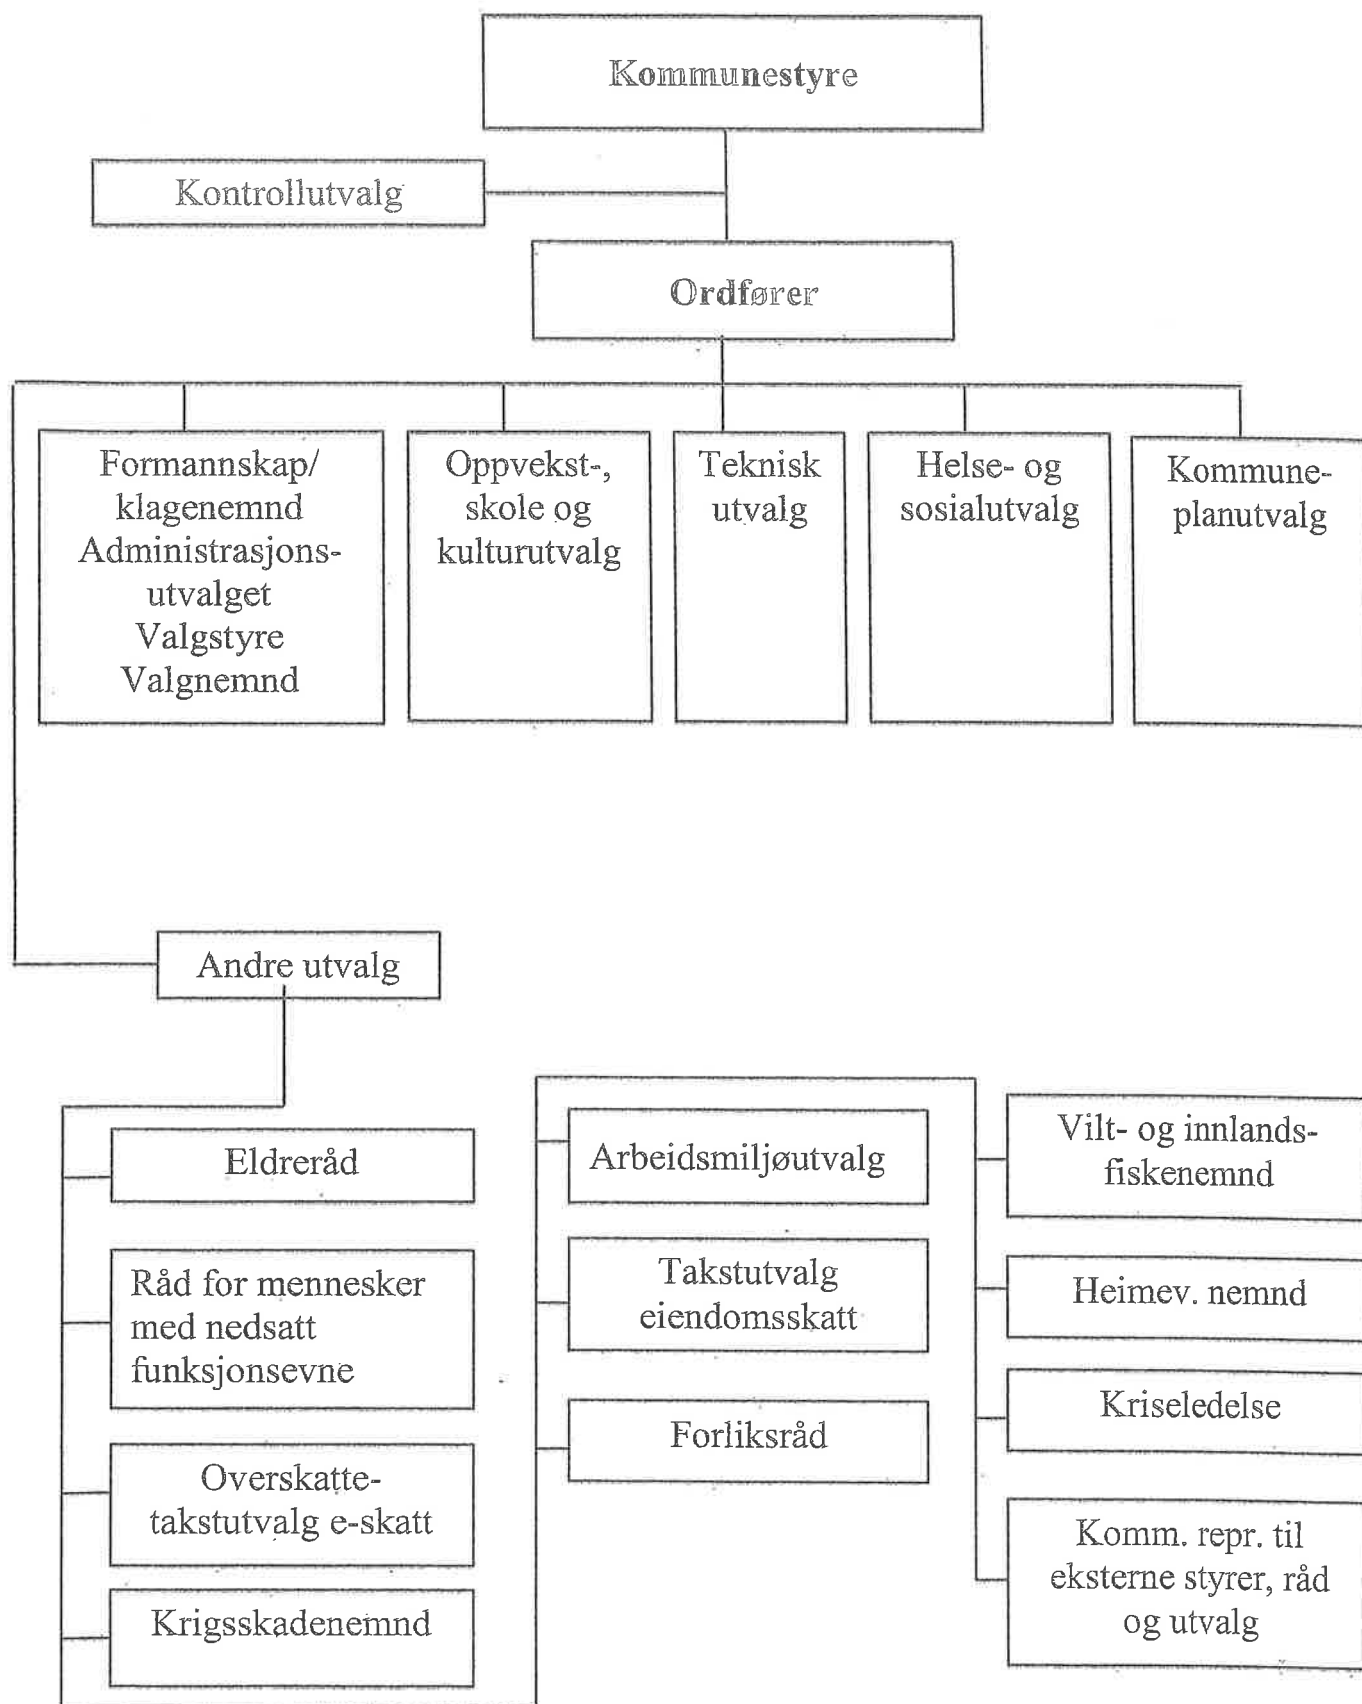 Kommunestyre
Kontrollutvalg
Ordfører
Formannskap/
klagenemnd
Administrasjons-
utvalget
Valgstyre
Valgnemnd
Oppvekst-,
skole og
kulturutvalg
Teknisk
utvalg
Helse- og
sosialutvalg
Kommune-
planutvalg
Andre utvalg
Eldreråd
Råd for mennesker
med nedsatt
funksjonsevne
Overskatte-
takstutvalg e-skatt
Krigsskadenemnd
Arbeidsmiljøutvalg
Takstutvalg
eiendomsskatt
Forliksråd
Vilt- og innlands-
fiskenemnd
Heimev. nemnd
Kriseledelse
Komm. repr. til
eksterne styrer, råd
og utvalg